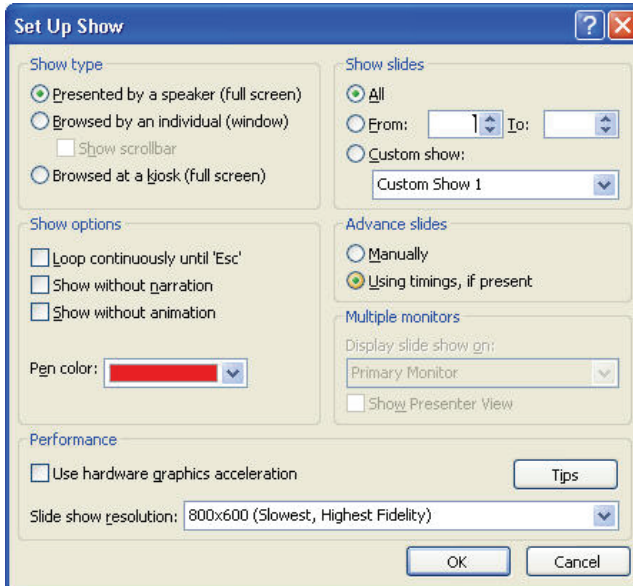 Set Up Show
Show type
Presented by a speaker (full screen)
Browsed by an individual (window)
Show scrollbar
Browsed at a kiosk (full screen)
Show slides
All
From: 1 To:
Custom show:
Custom Show 1
Show options
Loop continuously until 'Esc'
Show without narration
Show without animation
Pen color:
Advance slides
Manually
Using timings, if present
Multiple monitors
Display slide show on:
Primary Monitor
Show Presenter View
Performance
Use hardware graphics acceleration
Tips
Slide show resolution: 800x600 (Slowest, Highest Fidelity)
OK Cancel